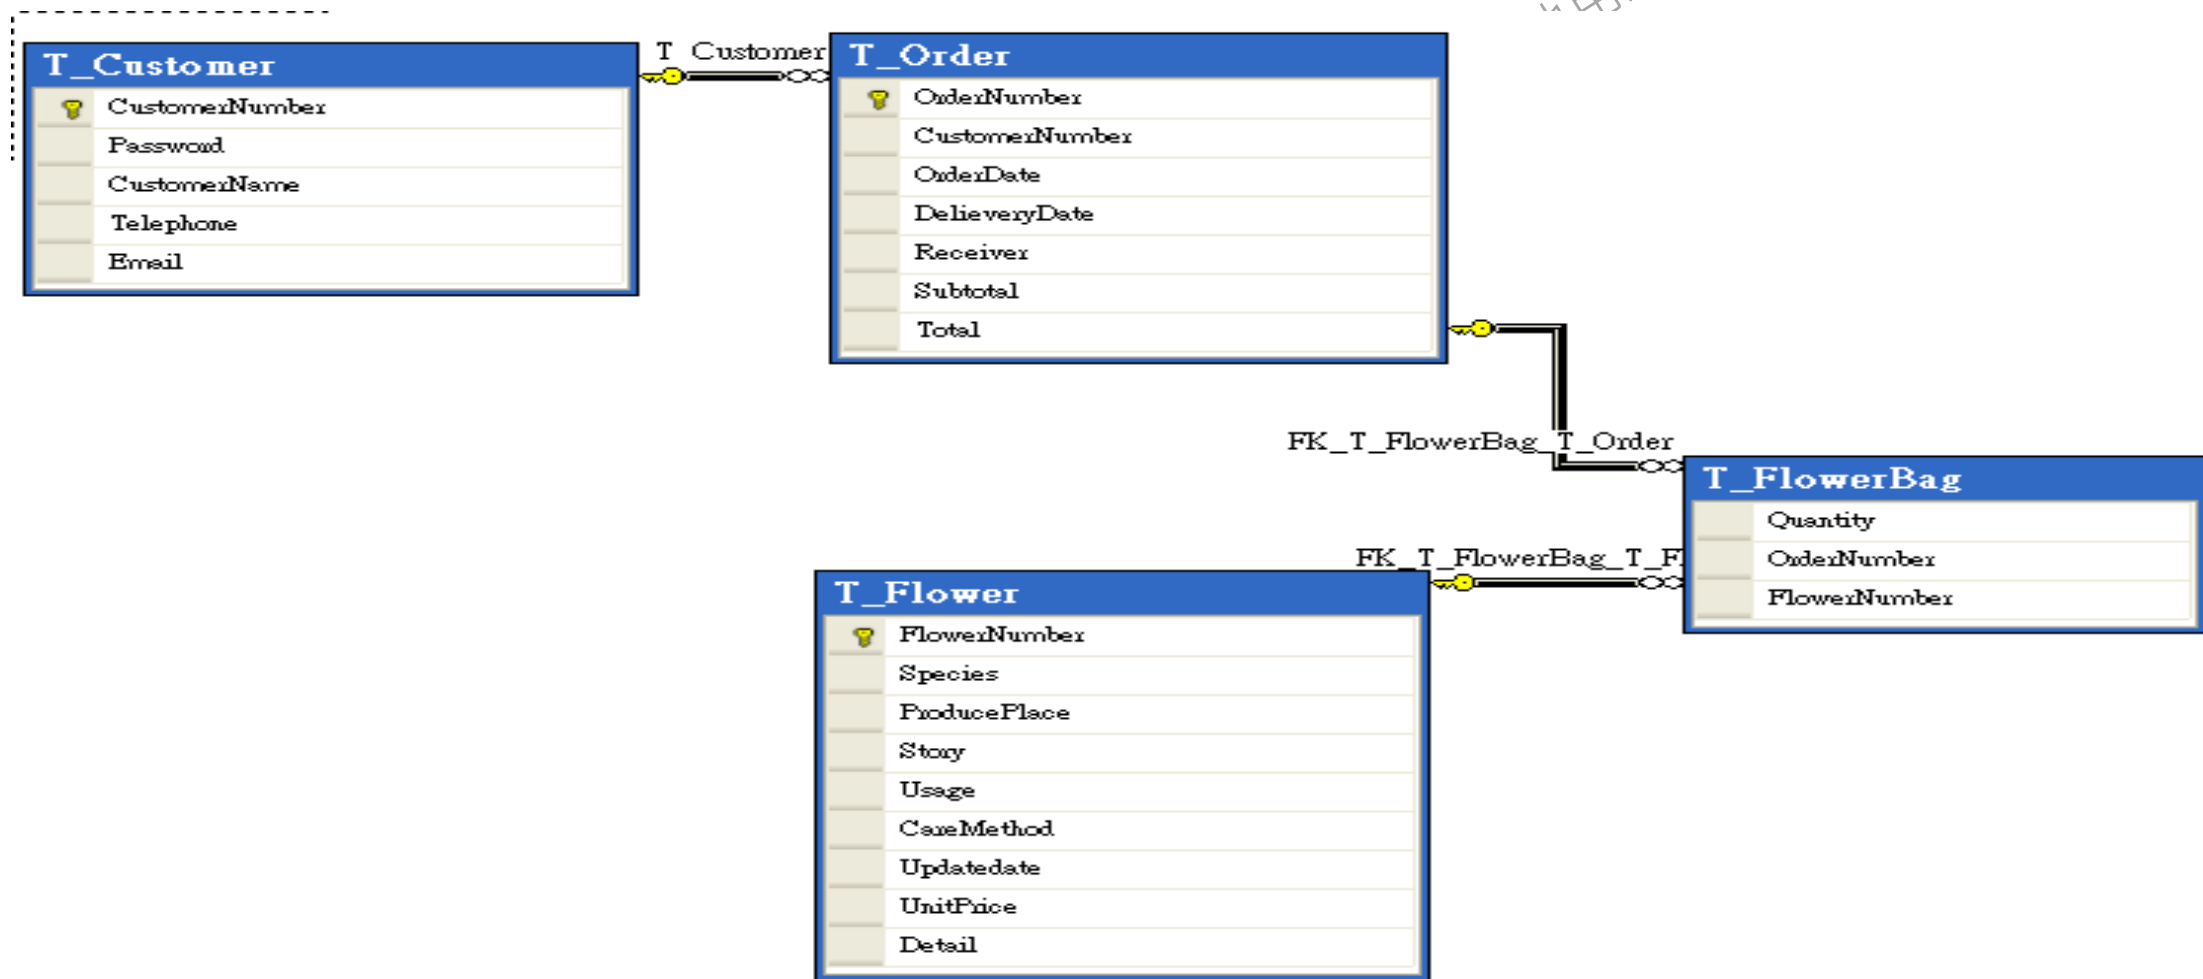 T_Customer
CustomerNumber
Password
CustomerName
Telephone
Email
T_Customer
T_Order
OrderNumber
CustomerNumber
OrderDate
DelieveryDate
Receiver
Subtotal
Total
FK_T_FlowerBag_T_Order
T_FlowerBag
Quantity
OrderNumber
FlowerNumber
FK_T_FlowerBag_T_F
T_Flower
FlowerNumber
Species
ProducePlace
Story
Usage
CareMethod
Updatedate
UnitPrice
Detail